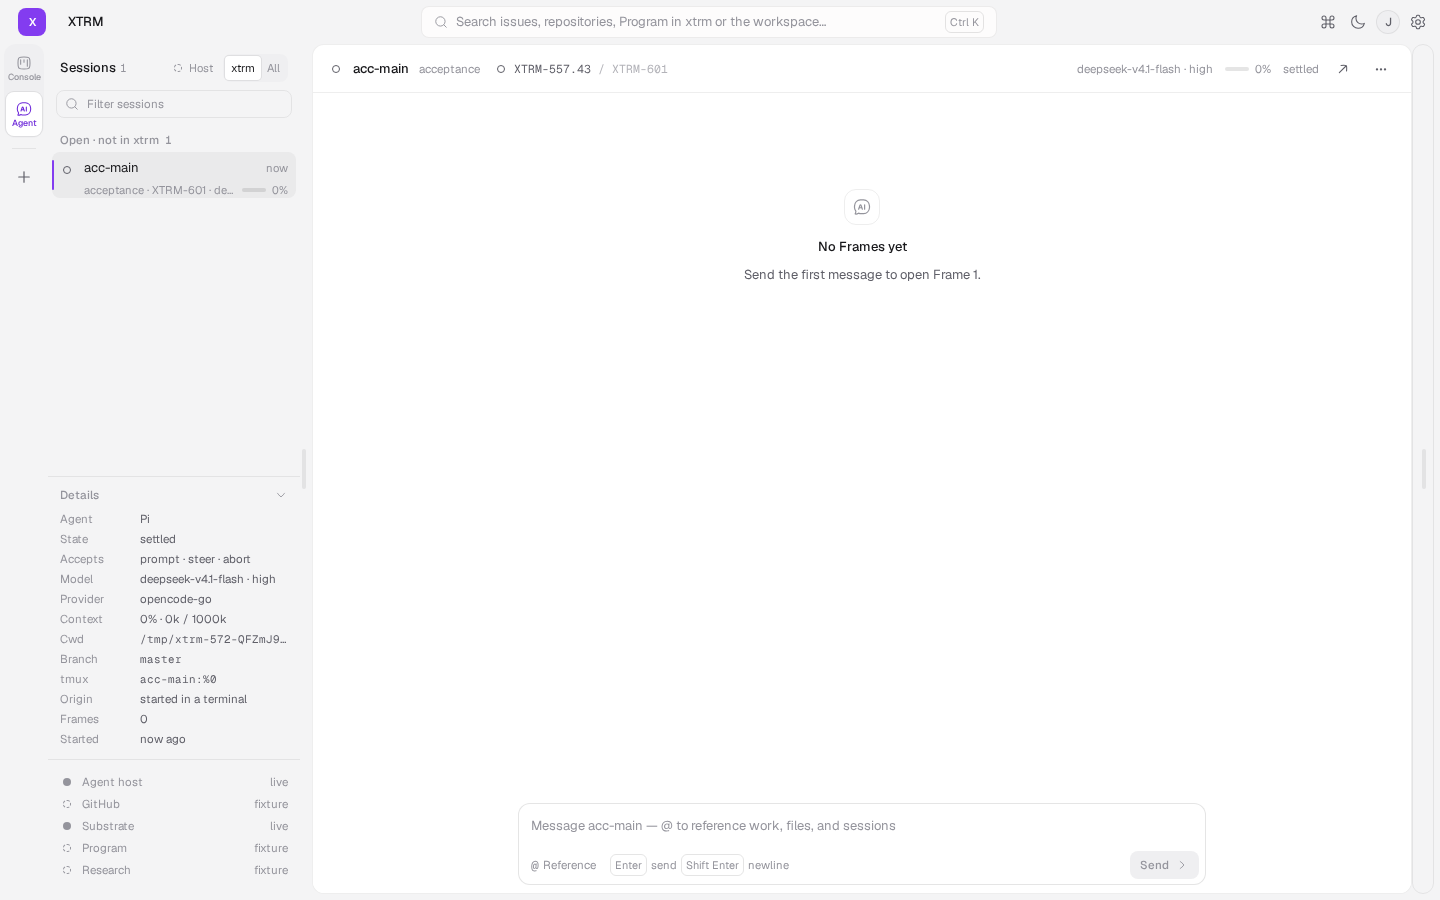 X XTRM Search issues, repositories, Program in xtrm or the workspace... Ctrl K J
Console
AI
Agent
Sessions 1 Host xtrm All
Filter sessions
Open · not in xtrm 1
acc-main now
acceptance · XTRM-601 · de... 0%
Details
Agent Pi
State settled
Accepts prompt · steer · abort
Model deepseek-v4.1-flash · high
Provider opencode-go
Context 0% · 0k / 1000k
Cwd /tmp/xtrm-572-QFZmJ9...
Branch master
tmux acc-main:%0
Origin started in a terminal
Frames 0
Started now ago
Agent host live
GitHub fixture
Substrate live
Program fixture
Research fixture
acc-main acceptance XTRM-557.43 / XTRM-601 deepseek-v4.1-flash · high 0% settled
AI
No Frames yet
Send the first message to open Frame 1.
Message acc-main — @ to reference work, files, and sessions
@ Reference Enter send Shift Enter newline Send